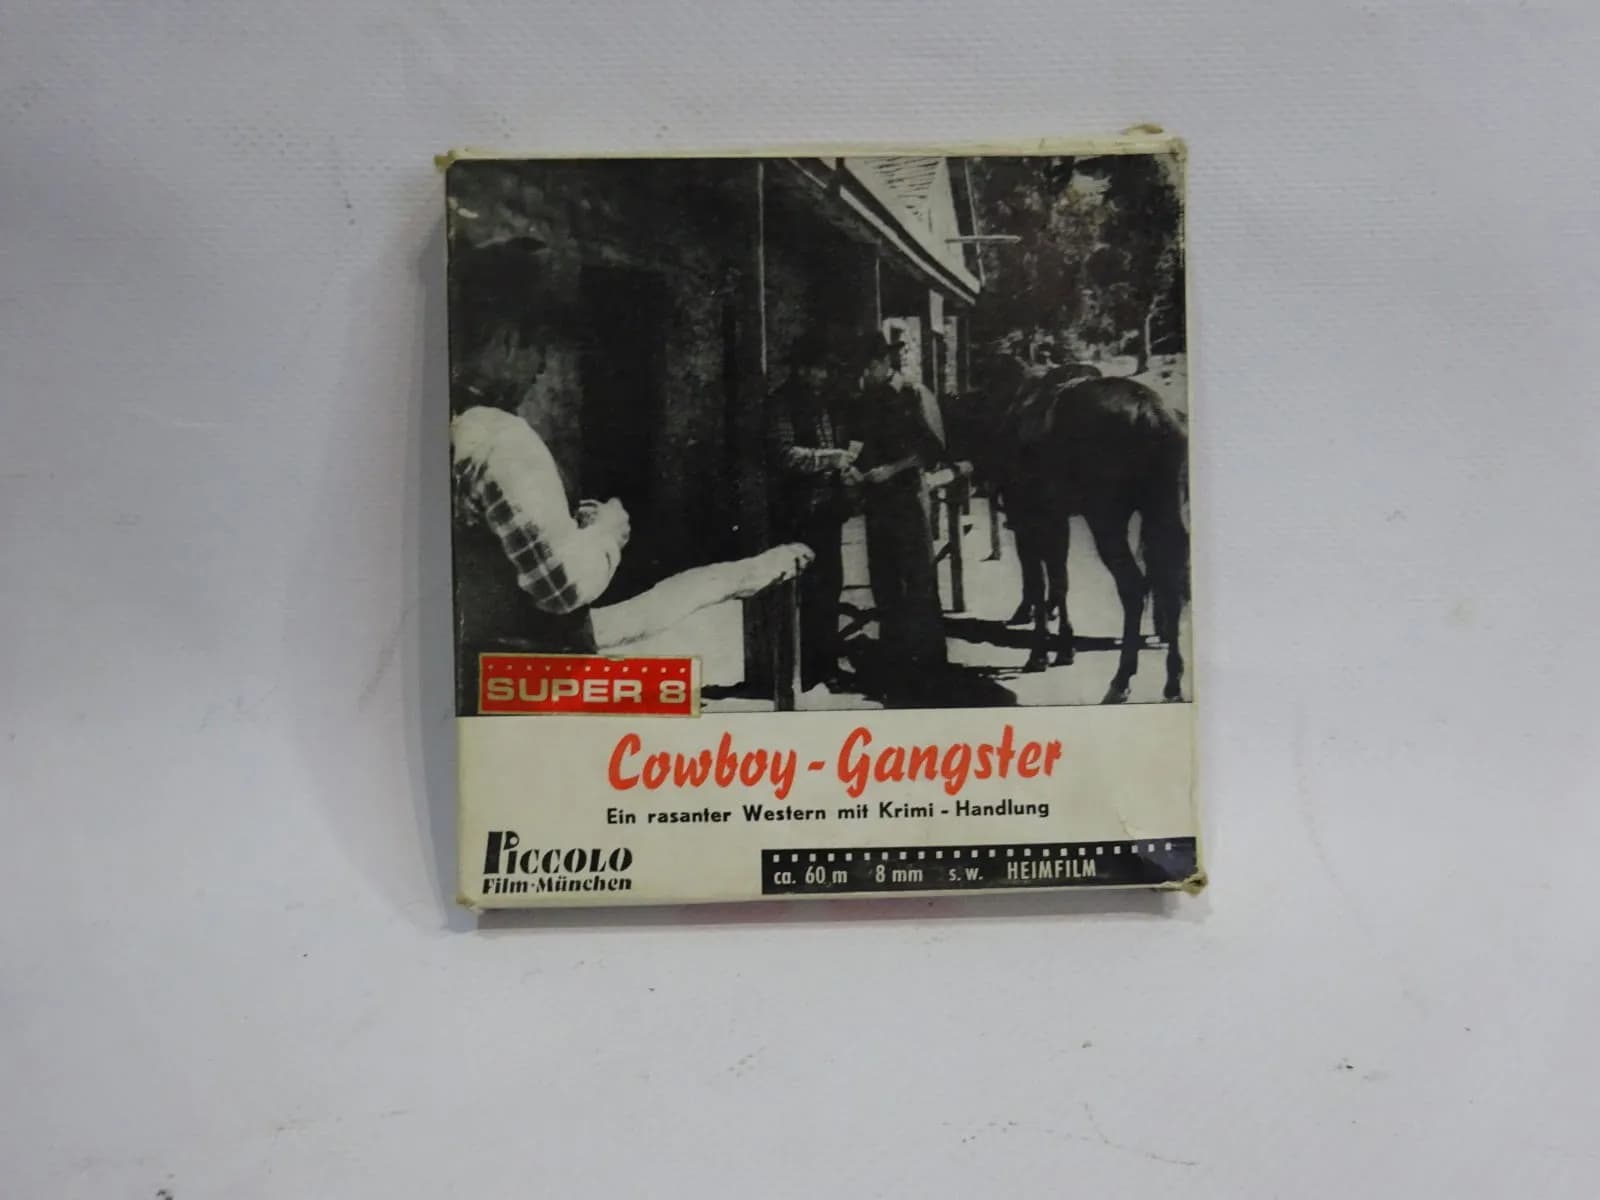 SUPER 8
Cowboy - Gangster
Ein rasanter Western mit Krimi - Handlung
Piccolo
Film-München
ca. 60 m 8 mm s.w. HEIMFILM